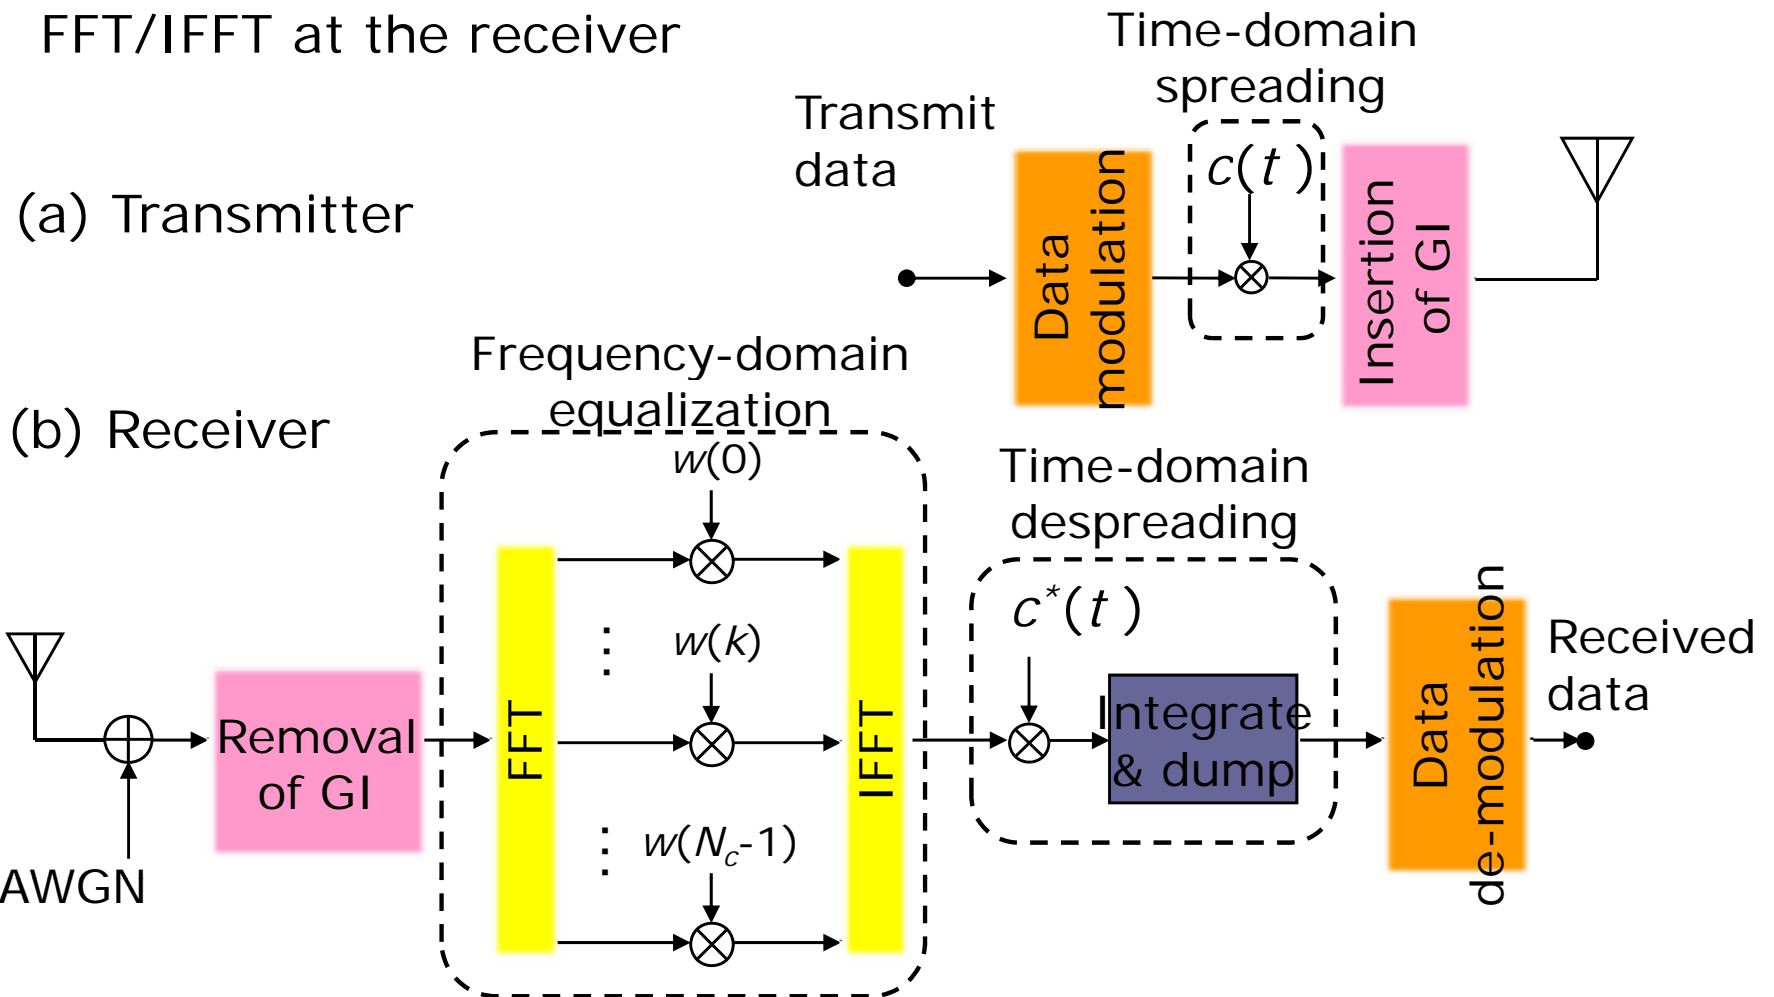 FFT/IFFT at the receiver
Time-domain
spreading
Transmit
data
(a) Transmitter
Data
modulation
c(t )
Insertion
of GI
Frequency-domain
equalization
(b) Receiver
w(0)
Time-domain
despreading
c*(t )
⋮
w(k)
FFT
IFFT
Removal
of GI
Integrate
& dump
Data
de-modulation
Received
data
⋮
w(Nc-1)
AWGN